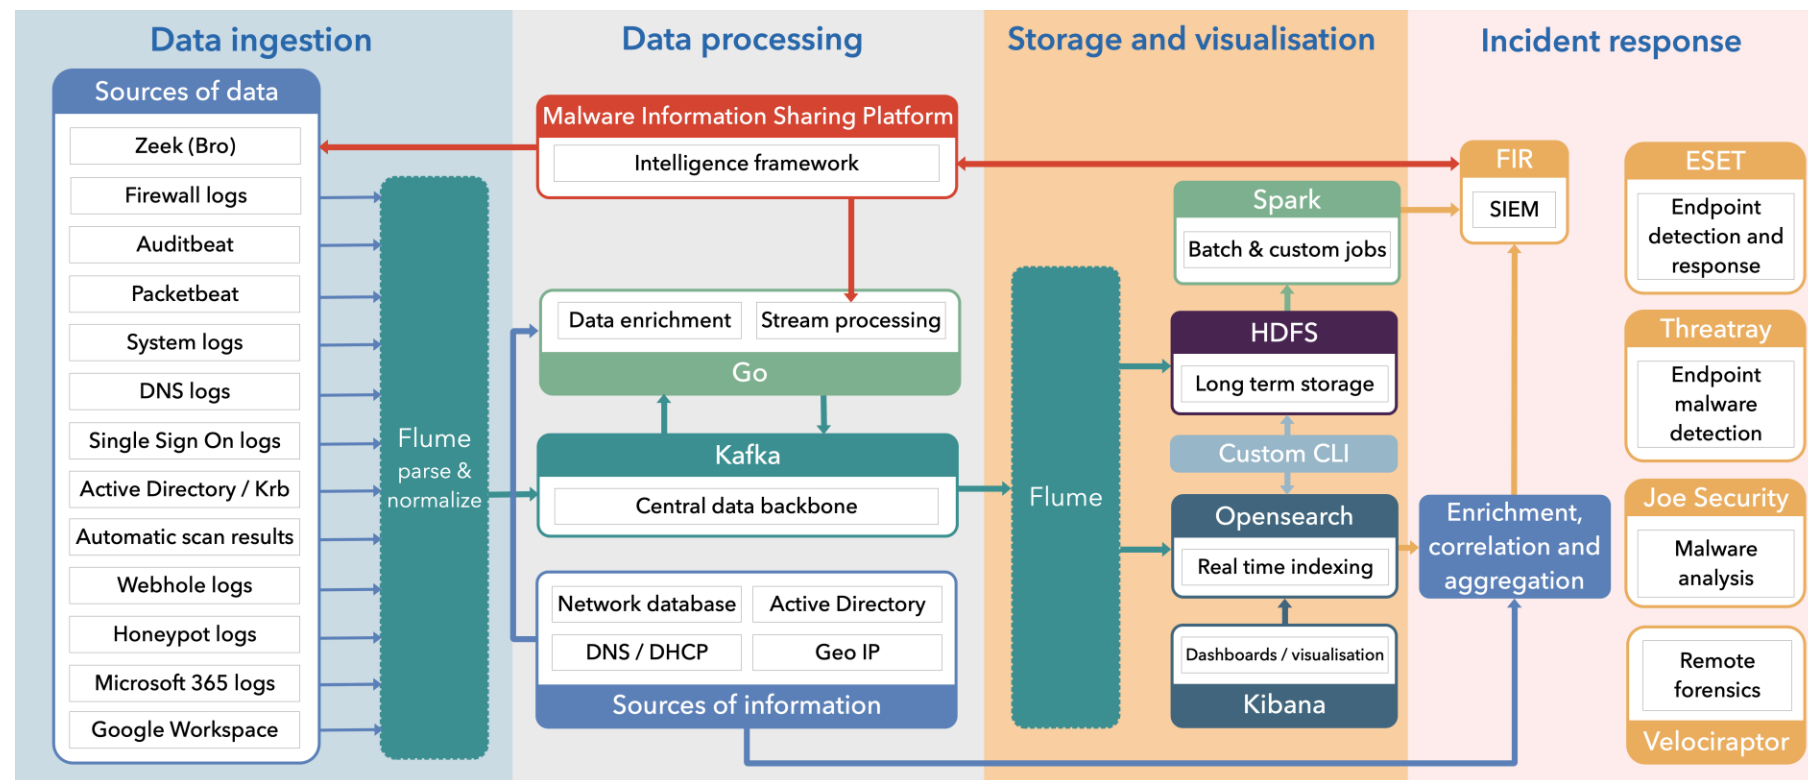 Data ingestion
Sources of data
Zeek (Bro)
Firewall logs
Auditbeat
Packetbeat
System logs
DNS logs
Single Sign On logs
Active Directory / Krb
Automatic scan results
Webhole logs
Honeypot logs
Microsoft 365 logs
Google Workspace
Flume
parse &
normalize
Data processing
Malware Information Sharing Platform
Intelligence framework
Data enrichment
Stream processing
Go
Kafka
Central data backbone
Network database
Active Directory
DNS / DHCP
Geo IP
Sources of information
Storage and visualisation
Flume
Spark
Batch & custom jobs
HDFS
Long term storage
Custom CLI
Opensearch
Real time indexing
Dashboards / visualisation
Kibana
Incident response
FIR
SIEM
Enrichment,
correlation and
aggregation
ESET
Endpoint
detection and
response
Threatray
Endpoint
malware
detection
Joe Security
Malware
analysis
Remote
forensics
Velociraptor